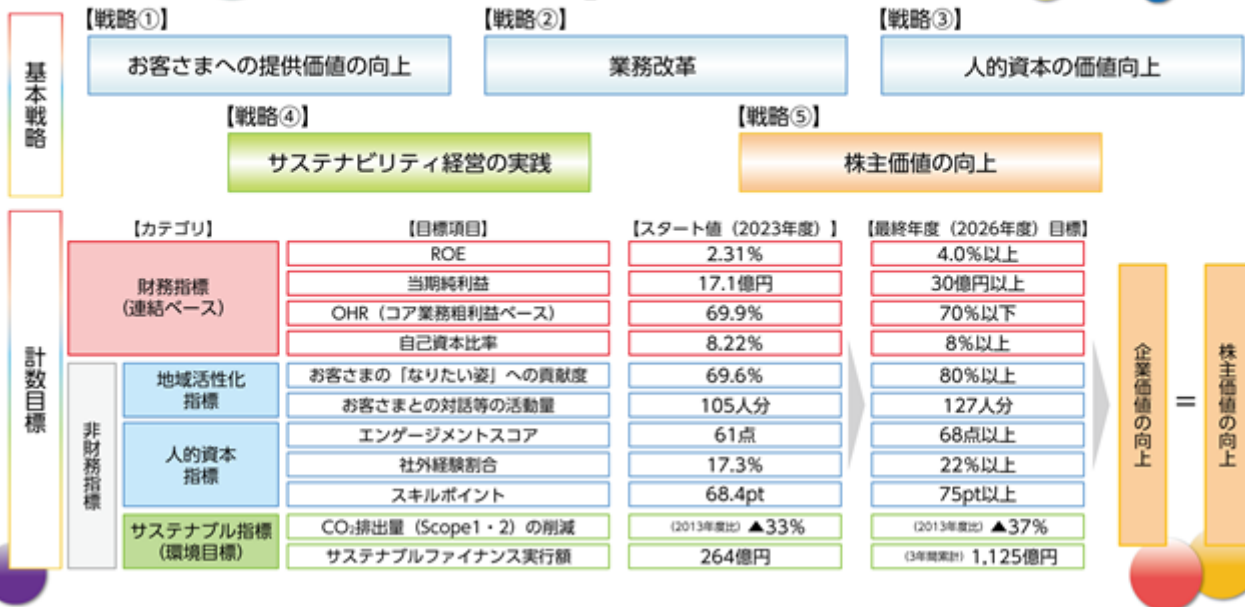 【戦略①】
【戦略②】
【戦略③】
基本戦略
お客さまへの提供価値の向上
業務改革
人的資本の価値向上
【戦略④】
【戦略⑤】
サステナビリティ経営の実践
株主価値の向上
計数目標
【カテゴリ】
【目標項目】
【スタート値（2023年度）】
【最終年度（2026年度）目標】
財務指標
（連結ベース）
ROE
2.31%
4.0%以上
当期純利益
17.1億円
30億円以上
OHR（コア業務粗利益ベース）
69.9%
70%以下
自己資本比率
8.22%
8%以上
非財務指標
地域活性化
指標
お客さまの「なりたい姿」への貢献度
69.6%
80%以上
お客さまとの対話等の活動量
105人分
127人分
人的資本
指標
エンゲージメントスコア
61点
68点以上
社外経験割合
17.3%
22%以上
スキルポイント
68.4pt
75pt以上
サステナブル指標
（環境目標）
CO₂排出量（Scope1・2）の削減
（2013年度比）▲33%
（2013年度比）▲37%
サステナブルファイナンス実行額
264億円
（3年間累計）1,125億円
企業価値の向上
＝
株主価値の向上